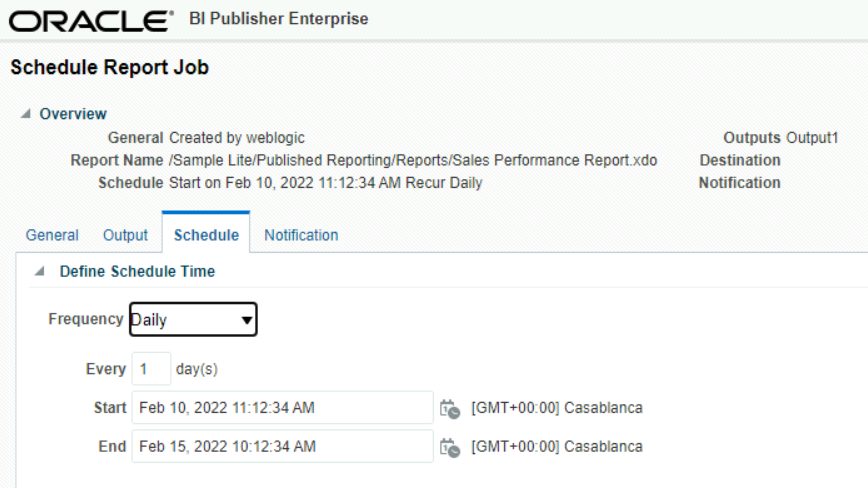 ORACLE® BI Publisher Enterprise
Schedule Report Job
Overview
General Created by weblogic Outputs Output1
Report Name /Sample Lite/Published Reporting/Reports/Sales Performance Report.xdo Destination
Schedule Start on Feb 10, 2022 11:12:34 AM Recur Daily Notification
General Output Schedule Notification
Define Schedule Time
Frequency Daily
Every 1 day(s)
Start Feb 10, 2022 11:12:34 AM [GMT+00:00] Casablanca
End Feb 15, 2022 10:12:34 AM [GMT+00:00] Casablanca